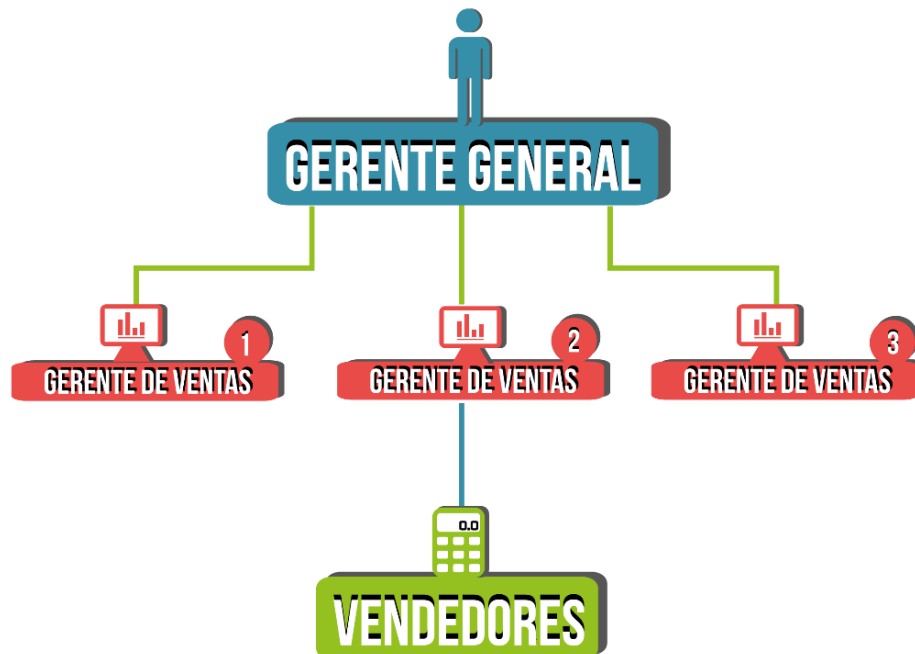 GERENTE GENERAL
1
GERENTE DE VENTAS
2
GERENTE DE VENTAS
3
GERENTE DE VENTAS
0.0
VENDEDORES